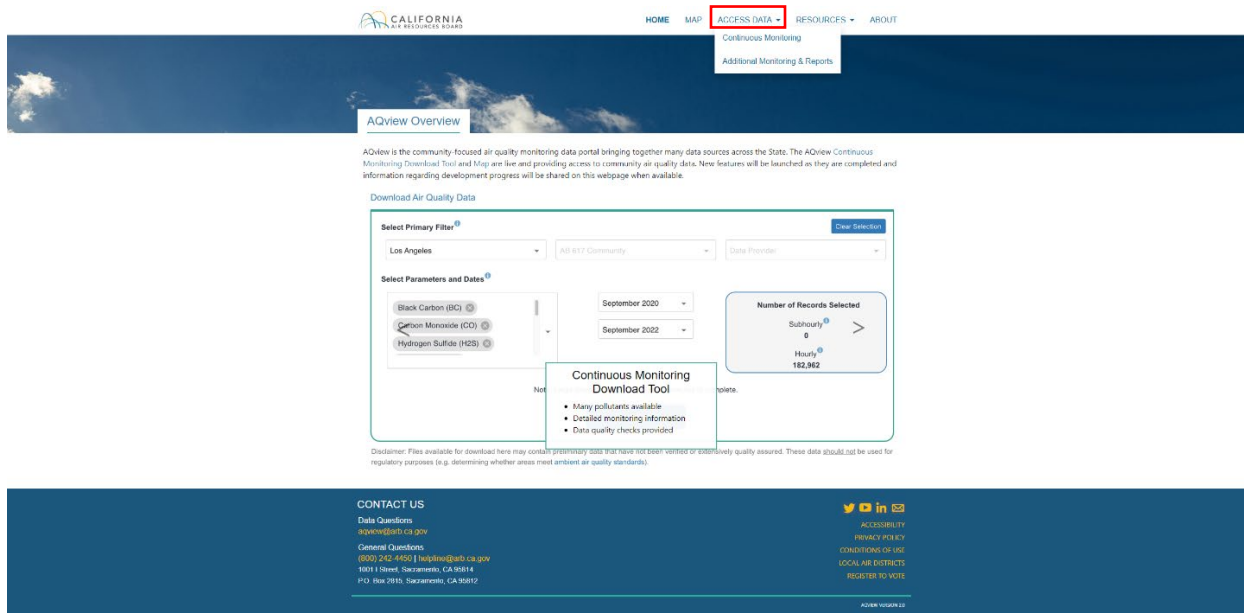 CALIFORNIA
AIR RESOURCES BOARD
HOME MAP ACCESS DATA RESOURCES ABOUT
Continuous Monitoring
Additional Monitoring & Reports
AQview Overview
AQview is the community-focused air quality monitoring data portal bringing together many data sources across the State. The AQview Continuous
Monitoring Download Tool and Map are live and providing access to community air quality data. New features will be launched as they are completed and
information regarding development progress will be shared on this webpage when available.
Download Air Quality Data
Select Primary Filter
Clear Selection
Los Angeles
AB 617 Community
Data Provider
Select Parameters and Dates
Black Carbon (BC)
Carbon Monoxide (CO)
Hydrogen Sulfide (H2S)
September 2020
September 2022
Number of Records Selected
Subhourly
0
Hourly
182,962
Continuous Monitoring
Download Tool
• Many pollutants available
• Detailed monitoring information
• Data quality checks provided
Disclaimer: Files available for download here may contain preliminary data that have not been verified or extensively quality assured. These data should not be used for
regulatory purposes (e.g. determining whether areas meet ambient air quality standards).
CONTACT US
Data Questions
aqview@arb.ca.gov
General Questions
(800) 242-4450 | helpline@arb.ca.gov
1001 I Street, Sacramento, CA 95814
P.O. Box 2815, Sacramento, CA 95812
ACCESSIBILITY
PRIVACY POLICY
CONDITIONS OF USE
LOCAL AIR DISTRICTS
REGISTER TO VOTE
AQVIEW VERSION 2.0